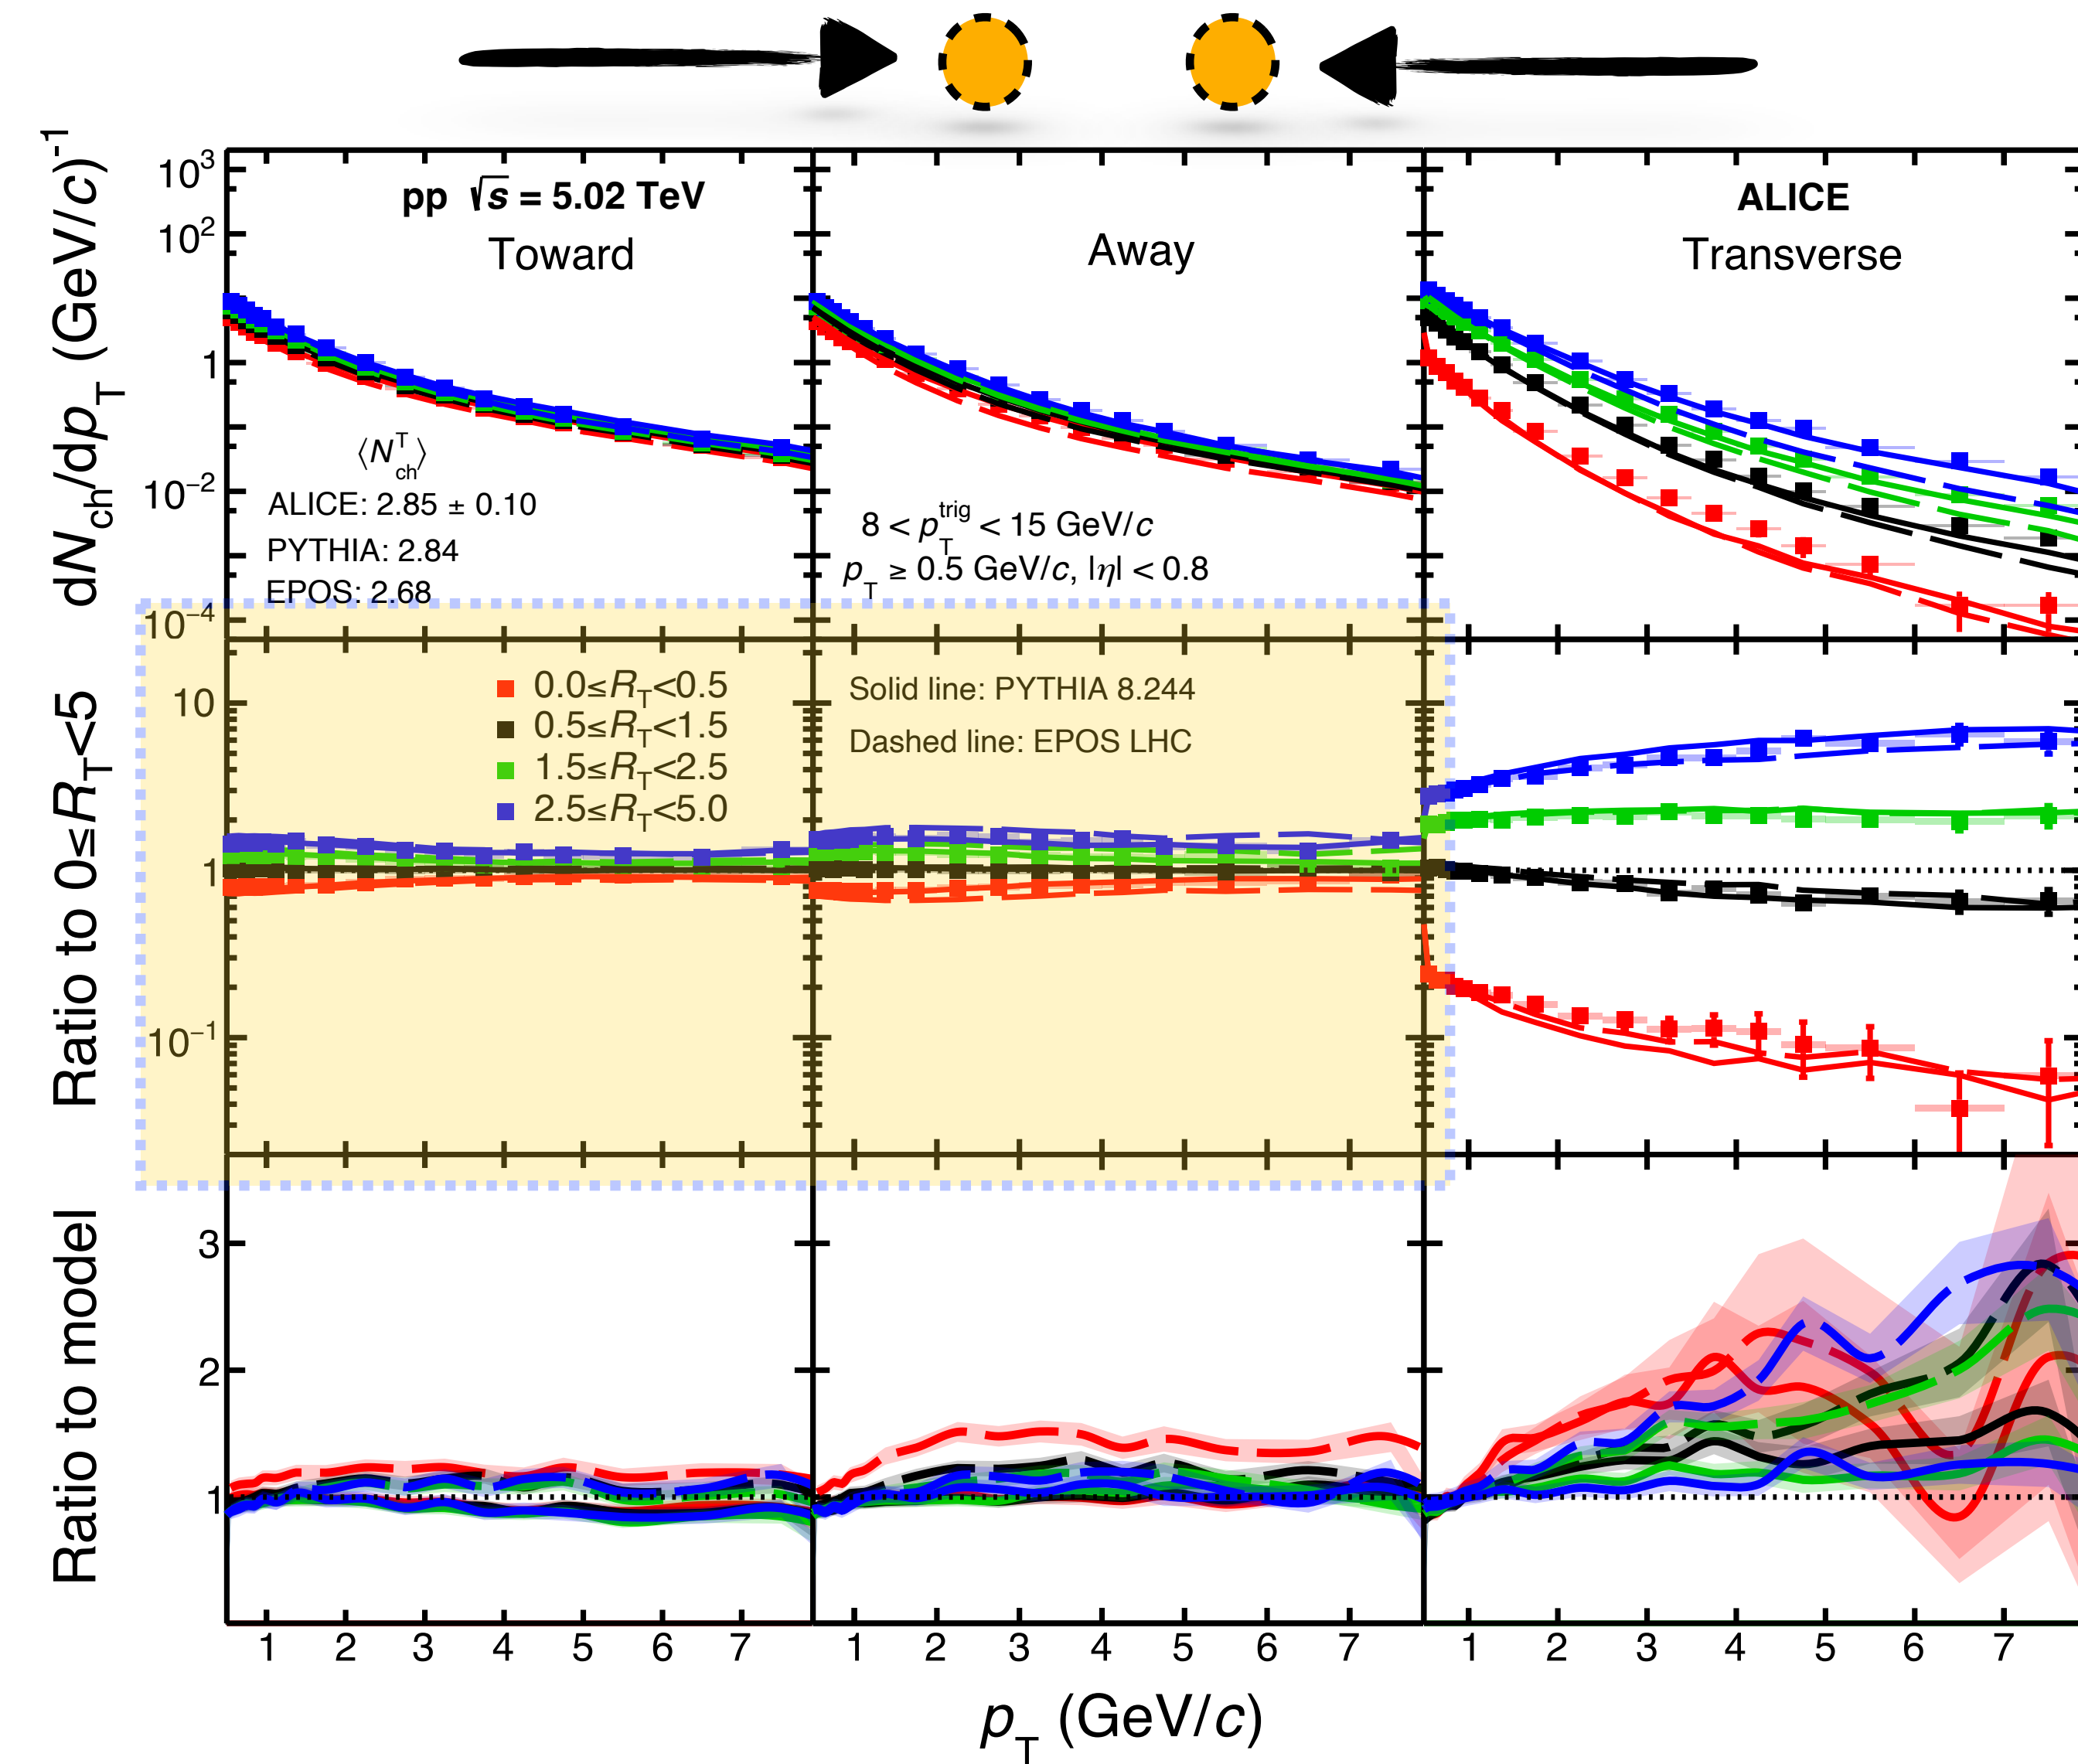 dN_ch/dp_T (GeV/c)^-1
10^3
10^2
1
10^−2
10^−4
pp √s = 5.02 TeV
Toward
⟨N_ch^T⟩
ALICE: 2.85 ± 0.10
PYTHIA: 2.84
EPOS: 2.68
Away
8 < p_T^trig < 15 GeV/c
p_T ≥ 0.5 GeV/c, |η| < 0.8
ALICE
Transverse
Ratio to 0≤R_T<5
10
1
10^−1
0.0≤R_T<0.5
0.5≤R_T<1.5
1.5≤R_T<2.5
2.5≤R_T<5.0
Solid line: PYTHIA 8.244
Dashed line: EPOS LHC
Ratio to model
3
2
1
1 2 3 4 5 6 7 1 2 3 4 5 6 7 1 2 3 4 5 6 7
p_T (GeV/c)